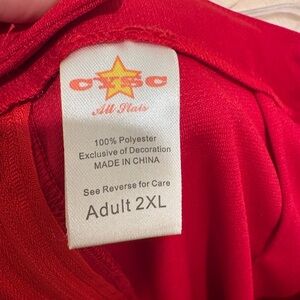 CYSC
All Stars
100% Polyester
Exclusive of Decoration
MADE IN CHINA
See Reverse for Care
Adult 2XL